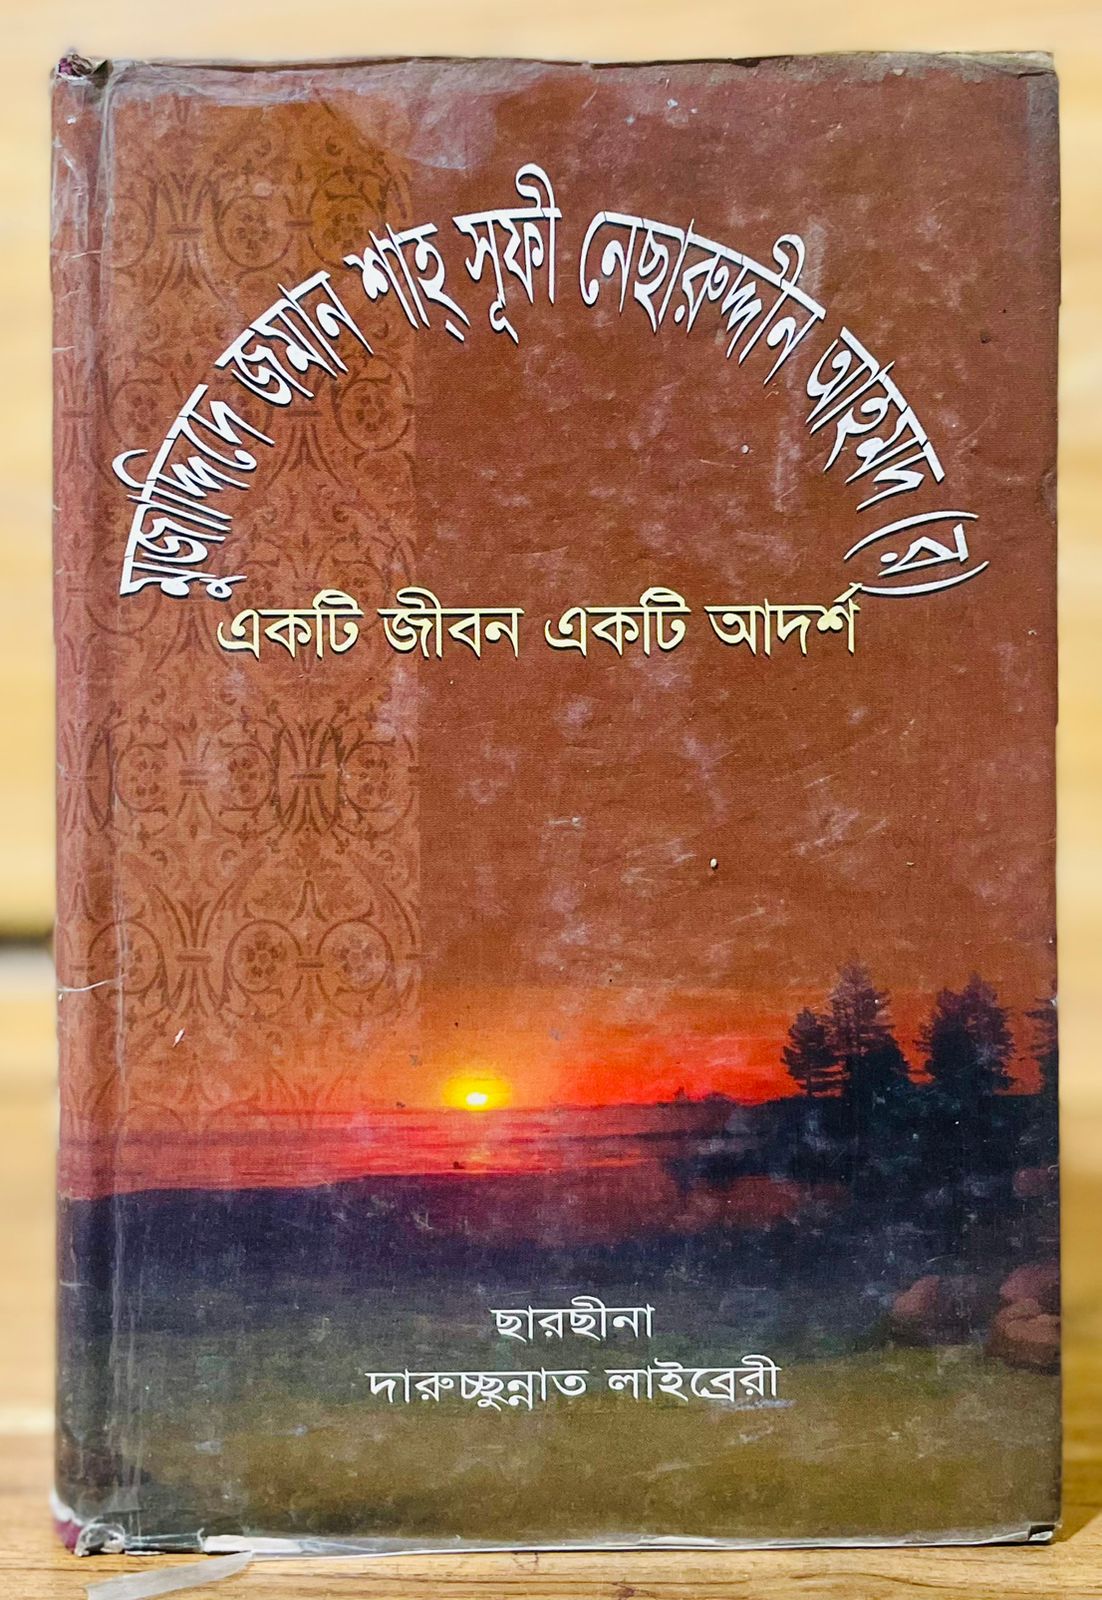 মুজাদ্দিদে জমান শাহ্ সূফী নেছারুদ্দীন আহমদ (রঃ)
একটি জীবন একটি আদর্শ
ছারছীনা
দারুচ্ছুন্নাত লাইব্রেরী